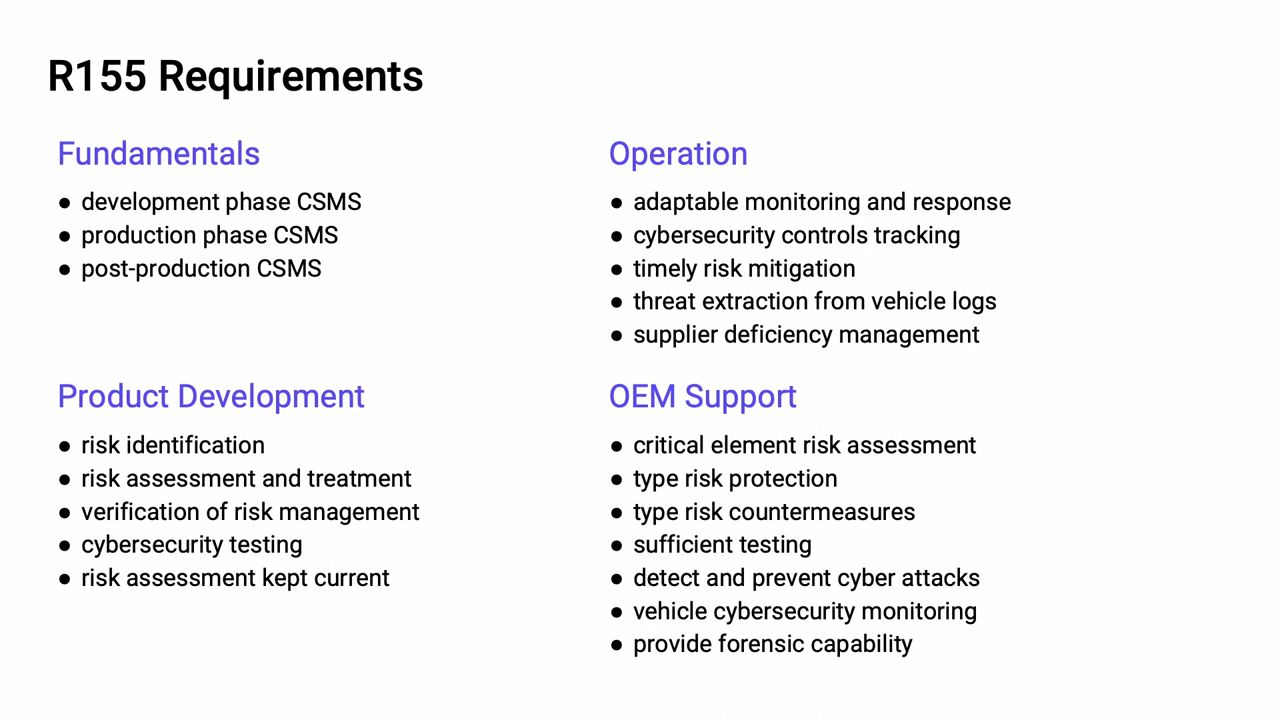 R155 Requirements
Fundamentals
● development phase CSMS
● production phase CSMS
● post-production CSMS
Operation
● adaptable monitoring and response
● cybersecurity controls tracking
● timely risk mitigation
● threat extraction from vehicle logs
● supplier deficiency management
Product Development
● risk identification
● risk assessment and treatment
● verification of risk management
● cybersecurity testing
● risk assessment kept current
OEM Support
● critical element risk assessment
● type risk protection
● type risk countermeasures
● sufficient testing
● detect and prevent cyber attacks
● vehicle cybersecurity monitoring
● provide forensic capability